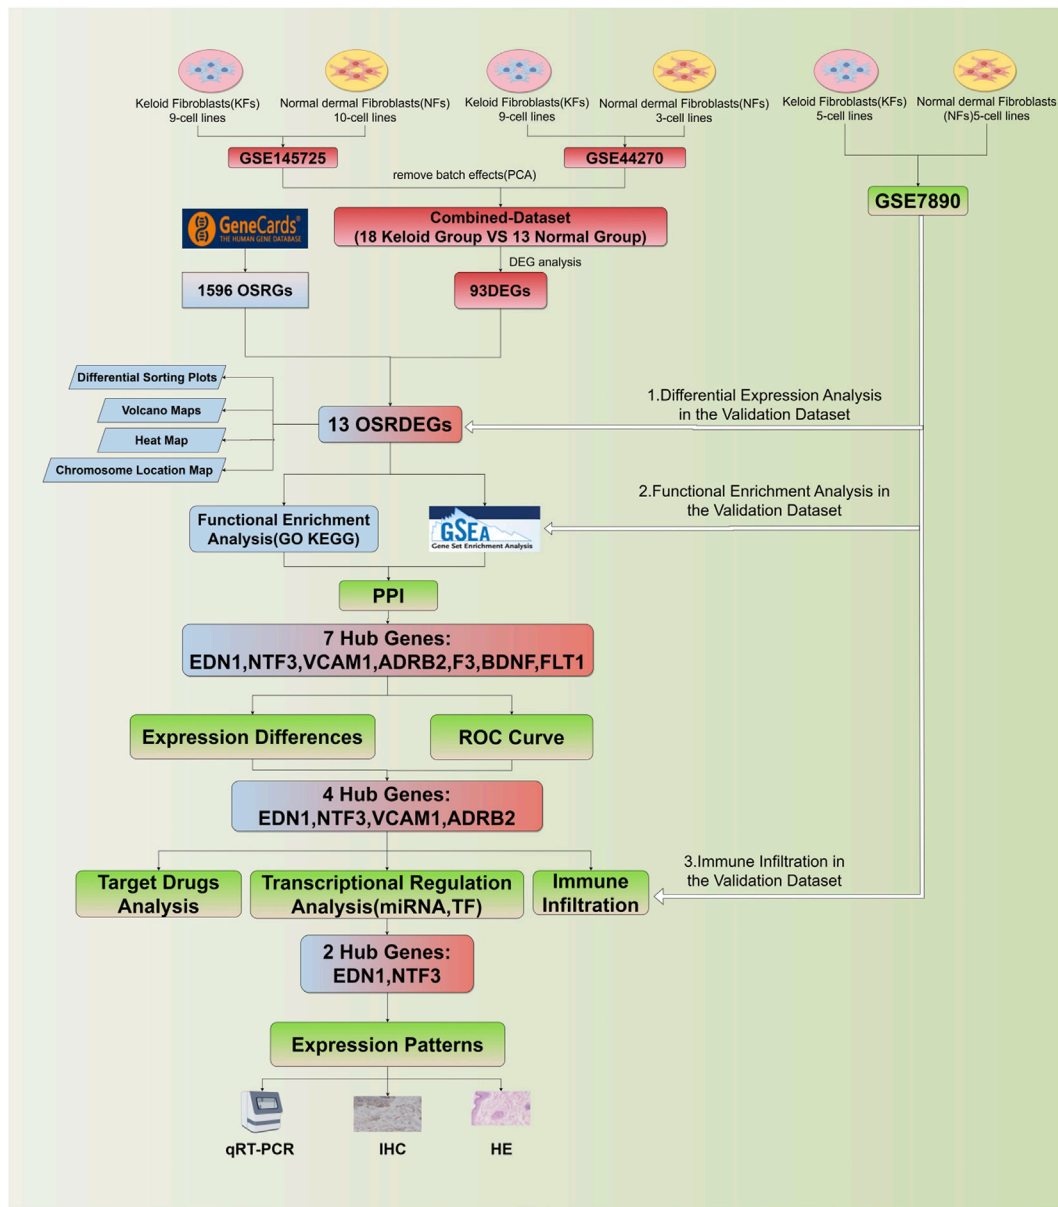 Keloid Fibroblasts(KFs)
9-cell lines
Normal dermal Fibroblasts(NFs)
10-cell lines
Keloid Fibroblasts(KFs)
9-cell lines
Normal dermal Fibroblasts(NFs)
3-cell lines
Keloid Fibroblasts(KFs)
5-cell lines
Normal dermal Fibroblasts
(NFs)5-cell lines
GSE145725
GSE44270
remove batch effects(PCA)
GSE7890
GeneCards®
THE HUMAN GENE DATABASE
Combined-Dataset
(18 Keloid Group VS 13 Normal Group)
DEG analysis
1596 OSRGs
93DEGs
Differential Sorting Plots
Volcano Maps
Heat Map
Chromosome Location Map
13 OSRDEGs
1.Differential Expression Analysis
in the Validation Dataset
Functional Enrichment
Analysis(GO KEGG)
GSEA
Gene Set Enrichment Analysis
2.Functional Enrichment Analysis in
the Validation Dataset
PPI
7 Hub Genes:
EDN1,NTF3,VCAM1,ADRB2,F3,BDNF,FLT1
Expression Differences
ROC Curve
4 Hub Genes:
EDN1,NTF3,VCAM1,ADRB2
Target Drugs
Analysis
Transcriptional Regulation
Analysis(miRNA,TF)
Immune
Infiltration
3.Immune Infiltration in
the Validation Dataset
2 Hub Genes:
EDN1,NTF3
Expression Patterns
qRT-PCR
IHC
HE